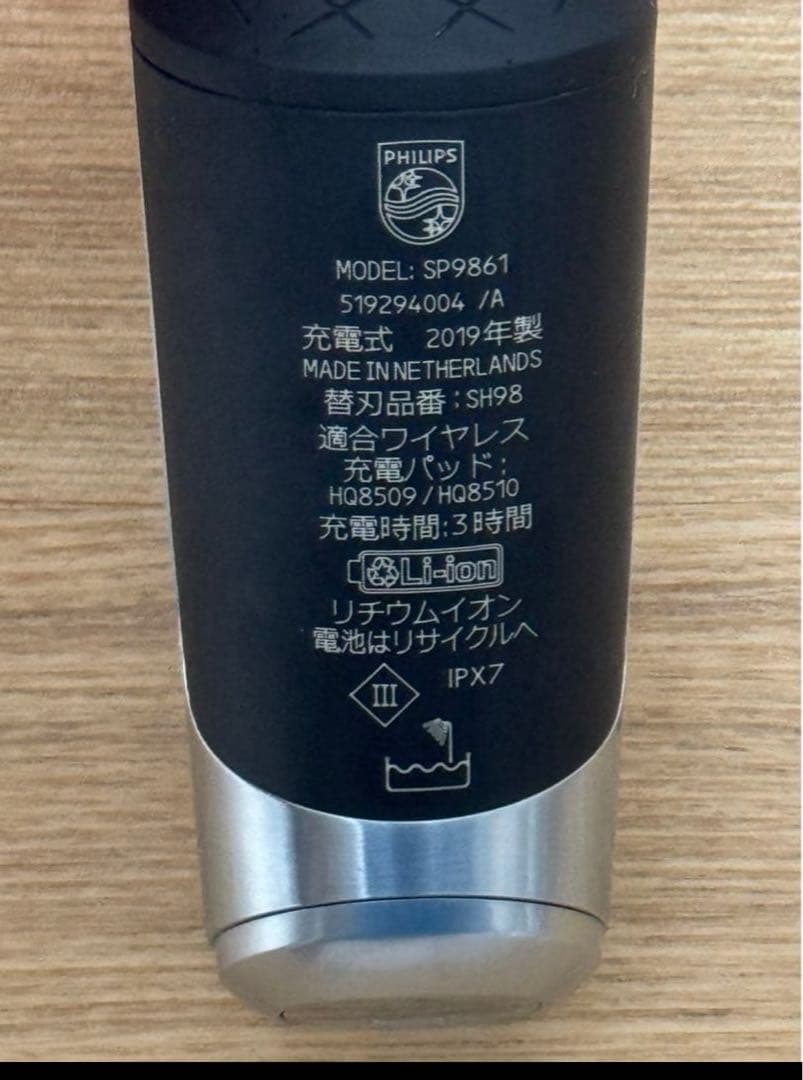 PHILIPS
MODEL: SP9861
519294004 /A
充電式 2019年製
MADE IN NETHERLANDS
替刃品番:SH98
適合ワイヤレス
充電パッド:
HQ8509/HQ8510
充電時間:3時間
Li-ion
リチウムイオン
電池はリサイクルへ
III
IPX7